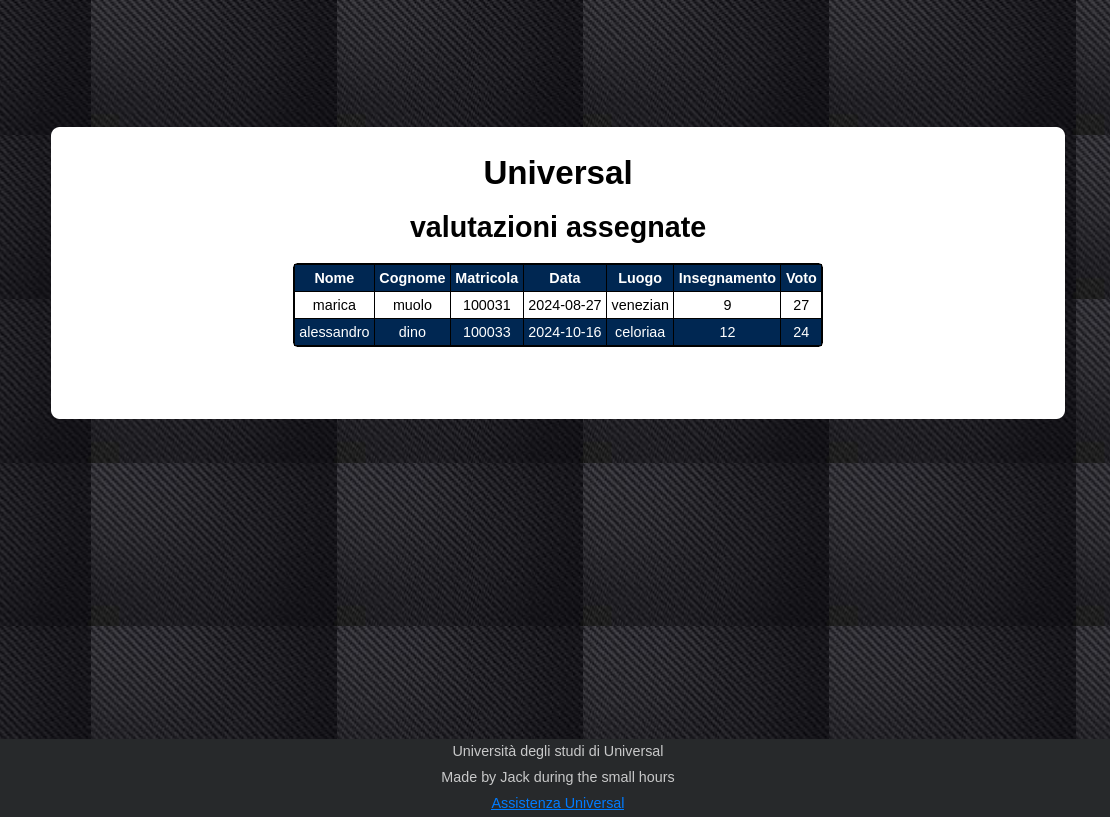 Universal
valutazioni assegnate
Nome Cognome Matricola Data Luogo Insegnamento Voto
marica muolo 100031 2024-08-27 venezian 9 27
alessandro dino 100033 2024-10-16 celoriaa 12 24
Università degli studi di Universal
Made by Jack during the small hours
Assistenza Universal